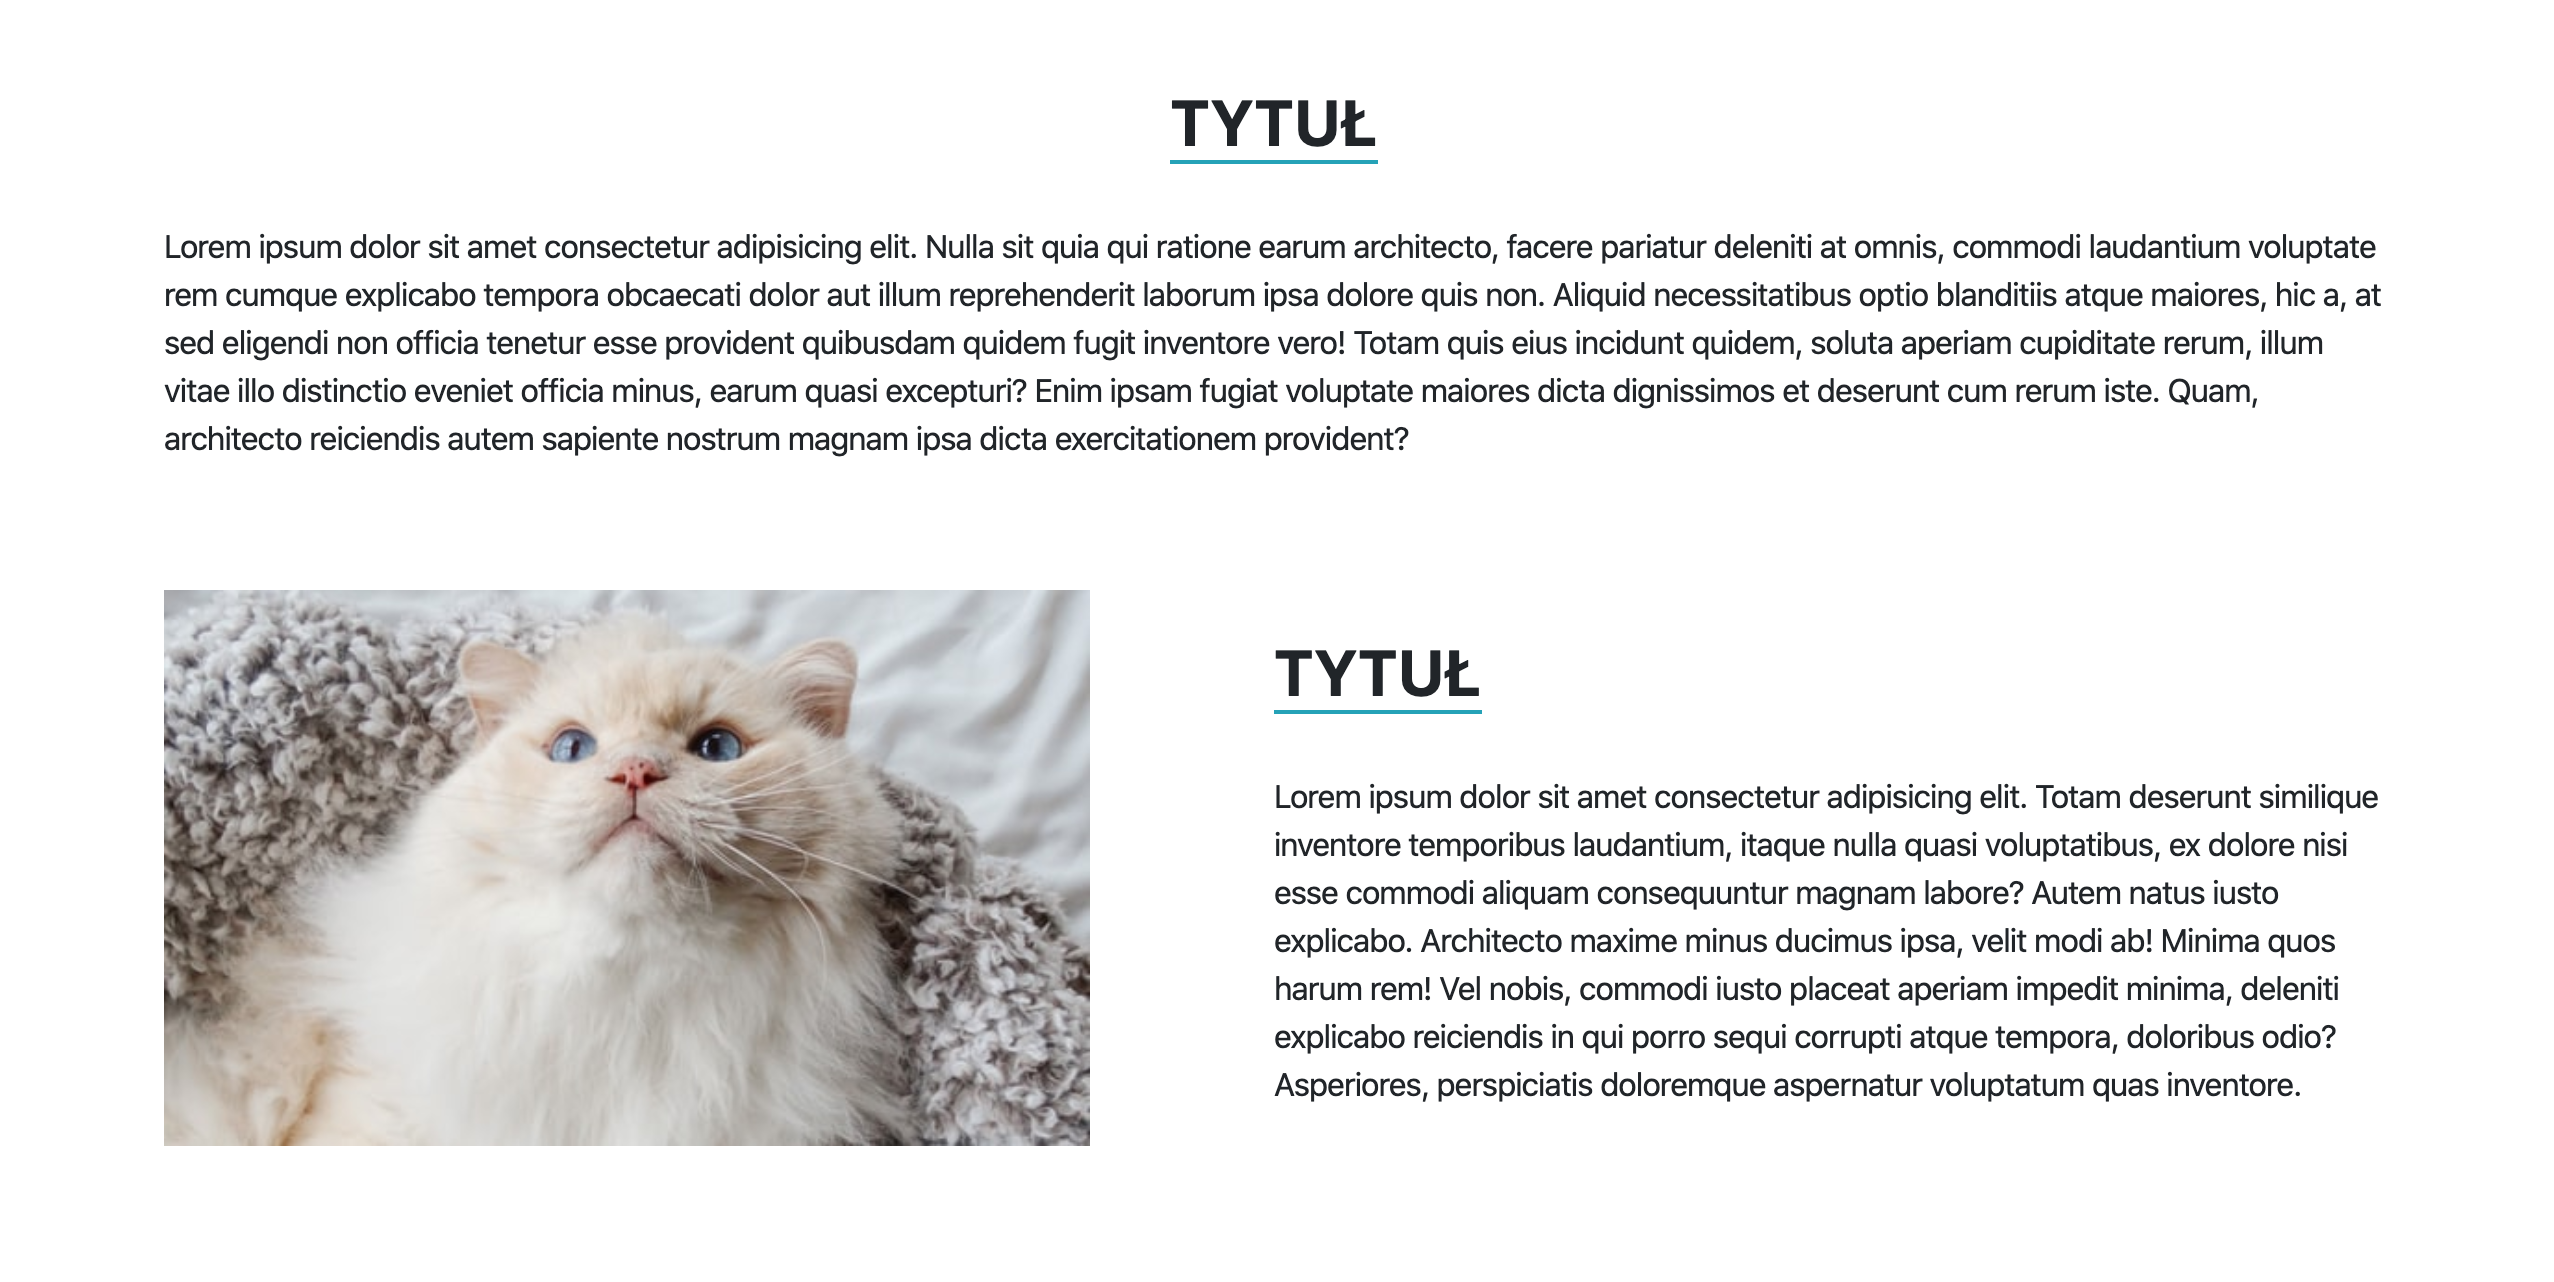 TYTUŁ
Lorem ipsum dolor sit amet consectetur adipisicing elit. Nulla sit quia qui ratione earum architecto, facere pariatur deleniti at omnis, commodi laudantium voluptate
rem cumque explicabo tempora obcaecati dolor aut illum reprehenderit laborum ipsa dolore quis non. Aliquid necessitatibus optio blanditiis atque maiores, hic a, at
sed eligendi non officia tenetur esse provident quibusdam quidem fugit inventore vero! Totam quis eius incidunt quidem, soluta aperiam cupiditate rerum, illum
vitae illo distinctio eveniet officia minus, earum quasi excepturi? Enim ipsam fugiat voluptate maiores dicta dignissimos et deserunt cum rerum iste. Quam,
architecto reiciendis autem sapiente nostrum magnam ipsa dicta exercitationem provident?
TYTUŁ
Lorem ipsum dolor sit amet consectetur adipisicing elit. Totam deserunt similique
inventore temporibus laudantium, itaque nulla quasi voluptatibus, ex dolore nisi
esse commodi aliquam consequuntur magnam labore? Autem natus iusto
explicabo. Architecto maxime minus ducimus ipsa, velit modi ab! Minima quos
harum rem! Vel nobis, commodi iusto placeat aperiam impedit minima, deleniti
explicabo reiciendis in qui porro sequi corrupti atque tempora, doloribus odio?
Asperiores, perspiciatis doloremque aspernatur voluptatum quas inventore.